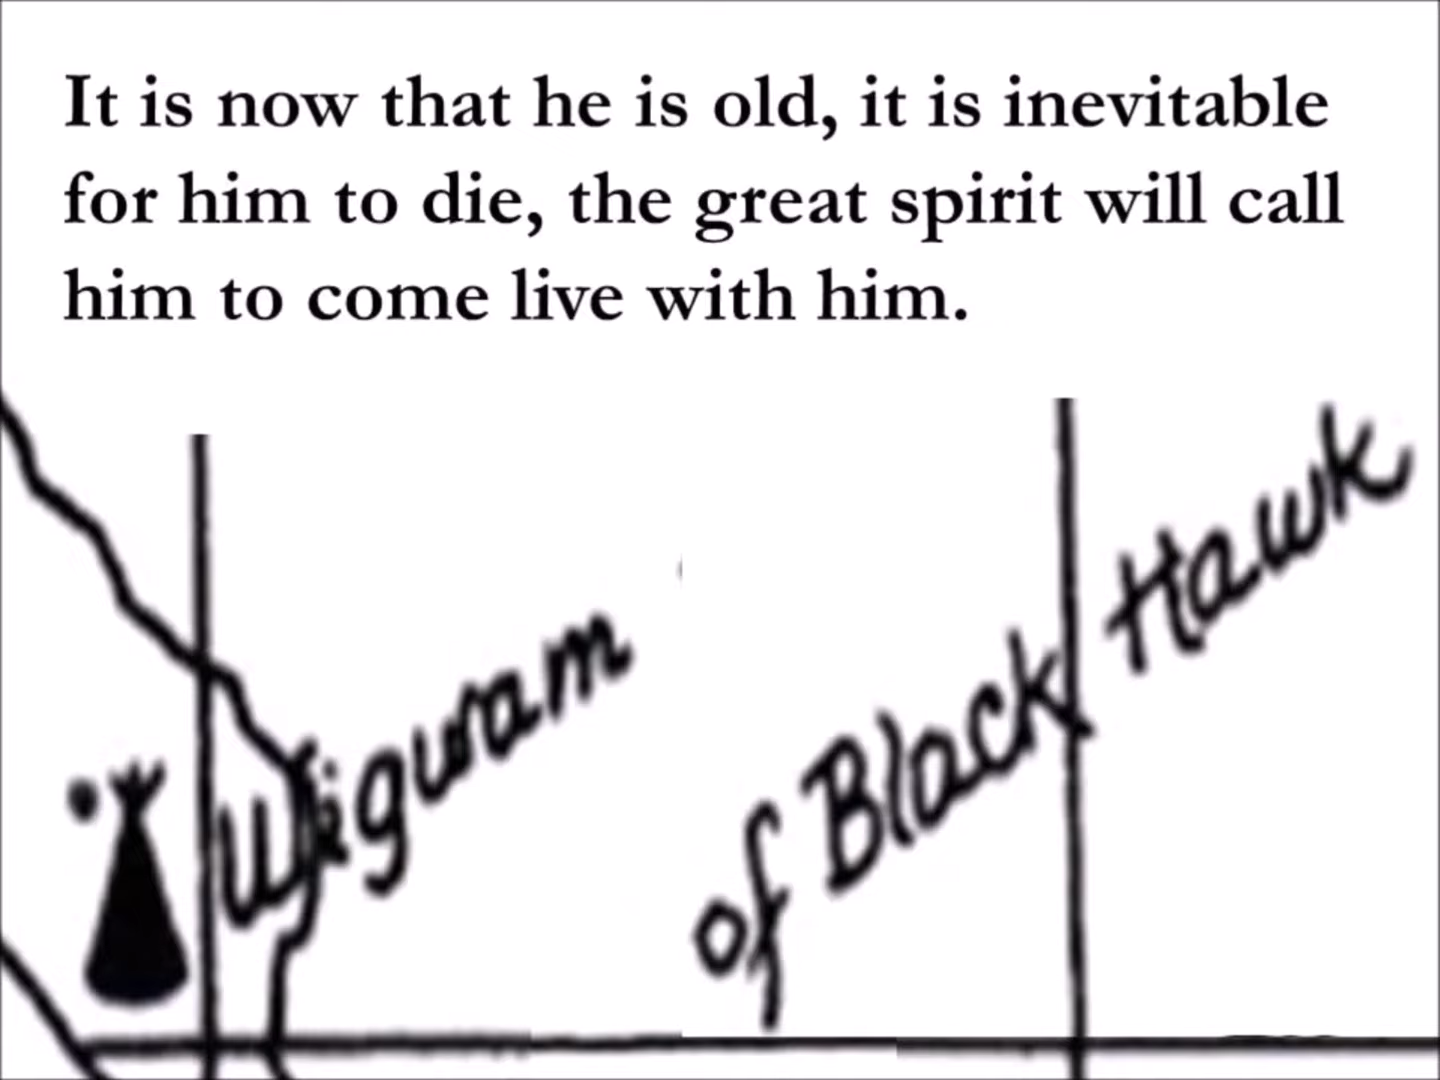 It is now that he is old, it is inevitable
for him to die, the great spirit will call
him to come live with him.
Wiguram
of Black Hawk